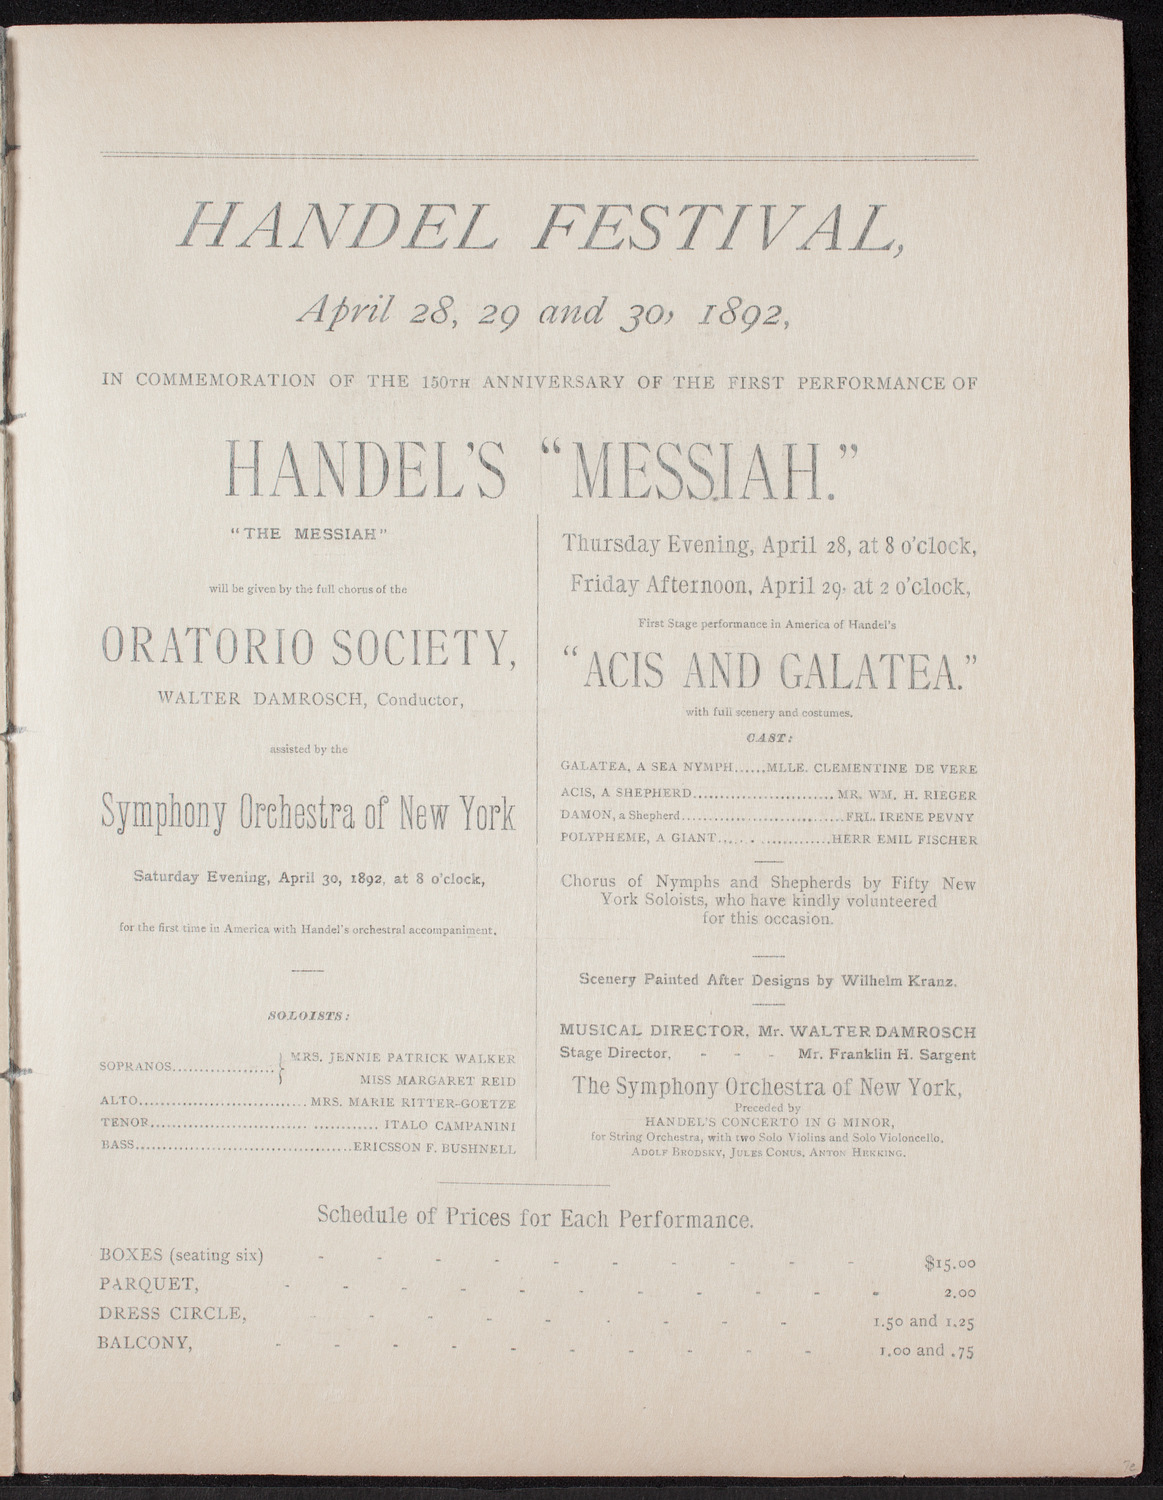 HANDEL FESTIVAL,
April 28, 29 and 30, 1892,
IN COMMEMORATION OF THE 150TH ANNIVERSARY OF THE FIRST PERFORMANCE OF
HANDEL'S "MESSIAH."
"THE MESSIAH"
will be given by the full chorus of the
ORATORIO SOCIETY,
WALTER DAMROSCH, Conductor,
assisted by the
Symphony Orchestra of New York
Saturday Evening, April 30, 1892, at 8 o'clock,
for the first time in America with Handel's orchestral accompaniment.
SOLOISTS:
SOPRANOS.................. { MRS. JENNIE PATRICK WALKER
MISS MARGARET REID
ALTO.............................. MRS. MARIE RITTER-GOETZE
TENOR............................ ............ ITALO CAMPANINI
BASS.......................................ERICSSON F. BUSHNELL
Thursday Evening, April 28, at 8 o'clock,
Friday Afternoon, April 29. at 2 o'clock,
First Stage performance in America of Handel's
"ACIS AND GALATEA."
with full scenery and costumes.
CAST:
GALATEA, A SEA NYMPH......MLLE. CLEMENTINE DE VERE
ACIS, A SHEPHERD.......................... MR. WM. H. RIEGER
DAMON, a Shepherd..............................FRL. IRENE PEVNY
POLYPHEME, A GIANT.... . .............HERR EMIL FISCHER
Chorus of Nymphs and Shepherds by Fifty New
York Soloists, who have kindly volunteered
for this occasion.
Scenery Painted After Designs by Wilhelm Kranz.
MUSICAL DIRECTOR, Mr. WALTER DAMROSCH
Stage Director, - - - Mr. Franklin H. Sargent
The Symphony Orchestra of New York,
Preceded by
HANDEL'S CONCERTO IN G MINOR,
for String Orchestra, with two Solo Violins and Solo Violoncello.
ADOLF BRODSKY, JULES CONUS, ANTON HEKKING.
Schedule of Prices for Each Performance.
BOXES (seating six) - - - - - - - - - - $15.00
PARQUET, - - - - - - - - - - - 2.00
DRESS CIRCLE, - - - - - - - - - 1.50 and 1.25
BALCONY, - - - - - - - - - - 1.00 and .75